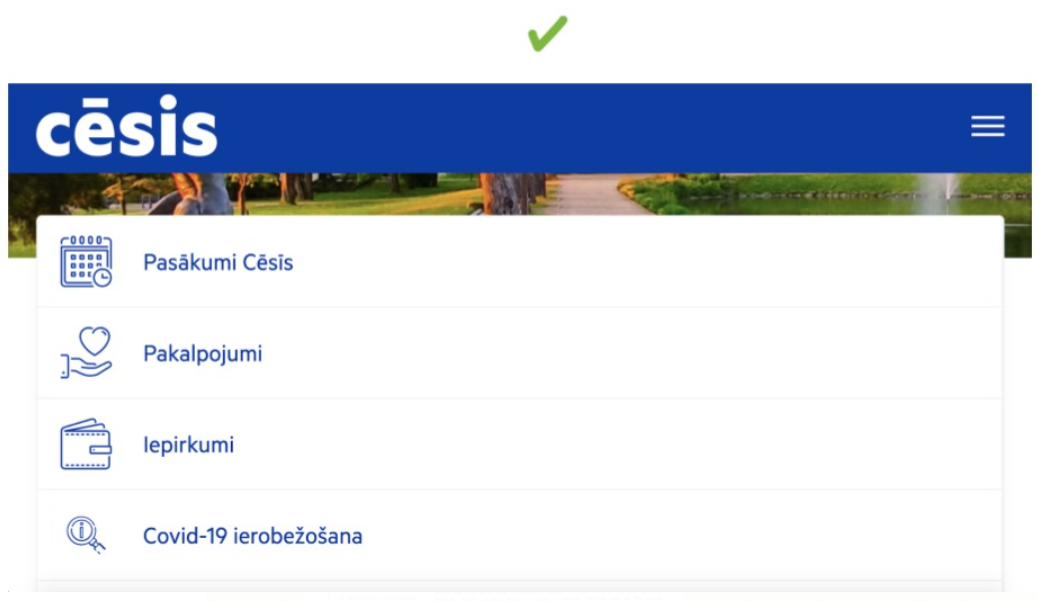 cēsis
Pasākumi Cēsīs
Pakalpojumi
Iepirkumi
Covid-19 ierobežošana